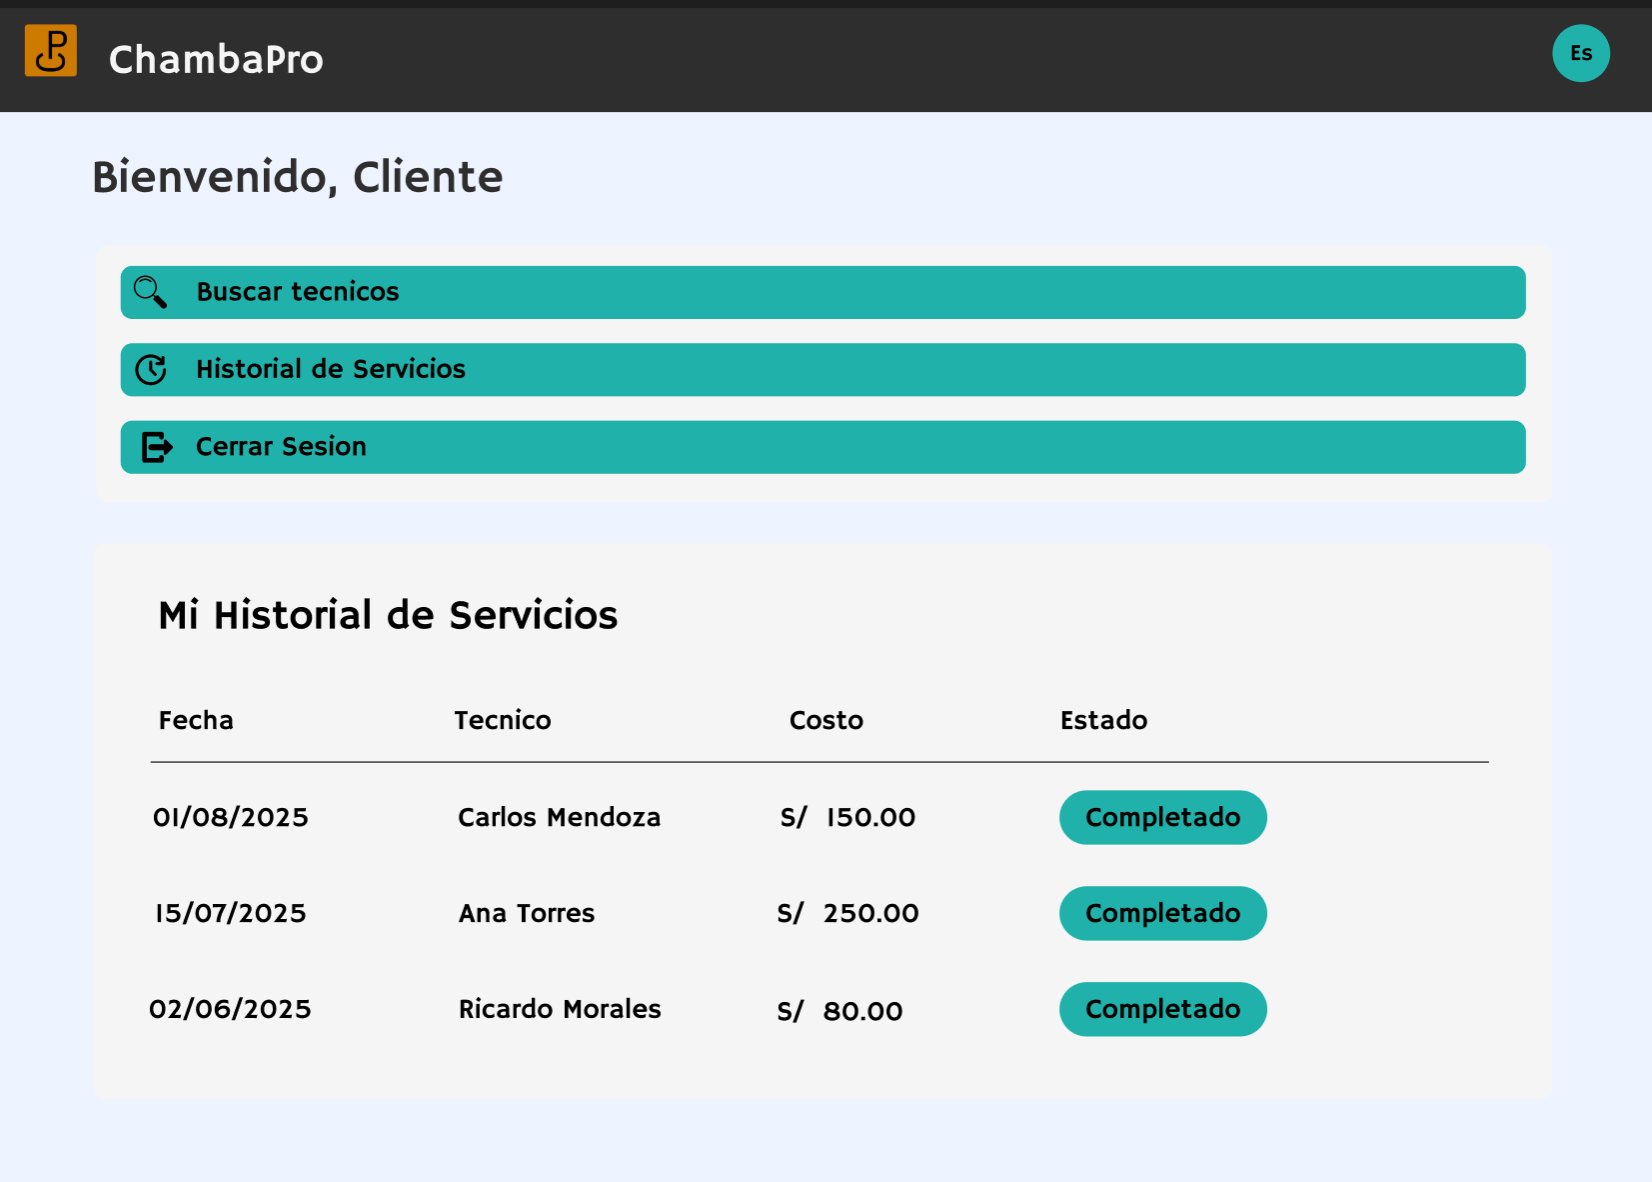 ChambaPro
Es
Bienvenido, Cliente
Buscar tecnicos
Historial de Servicios
Cerrar Sesion
Mi Historial de Servicios
Fecha Tecnico Costo Estado
01/08/2025 Carlos Mendoza S/ 150.00 Completado
15/07/2025 Ana Torres S/ 250.00 Completado
02/06/2025 Ricardo Morales S/ 80.00 Completado